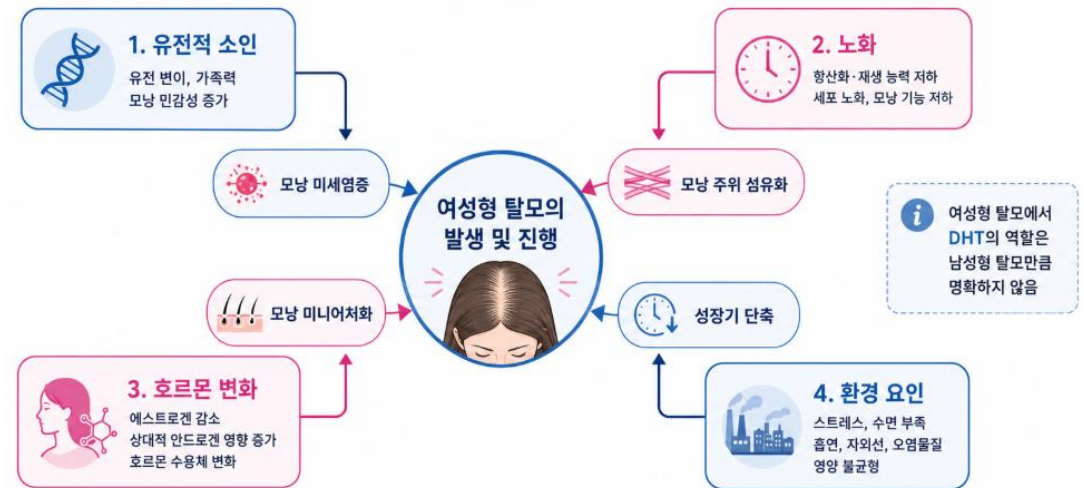 1. 유전적 소인
유전 변이, 가족력
모낭 민감성 증가
2. 노화
항산화·재생 능력 저하
세포 노화, 모낭 기능 저하
모낭 미세염증
모낭 주위 섬유화
여성형 탈모의
발생 및 진행
i
여성형 탈모에서
DHT의 역할은
남성형 탈모만큼
명확하지 않음
모낭 미니어처화
성장기 단축
3. 호르몬 변화
에스트로겐 감소
상대적 안드로겐 영향 증가
호르몬 수용체 변화
4. 환경 요인
스트레스, 수면 부족
흡연, 자외선, 오염물질
영양 불균형